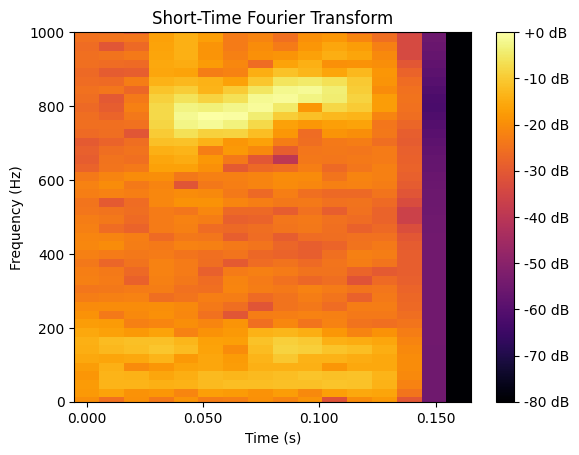 Short-Time Fourier Transform
1000
800
600
400
200
0
Frequency (Hz)
0.000
0.050
0.100
0.150
Time (s)
+0 dB
-10 dB
-20 dB
-30 dB
-40 dB
-50 dB
-60 dB
-70 dB
-80 dB